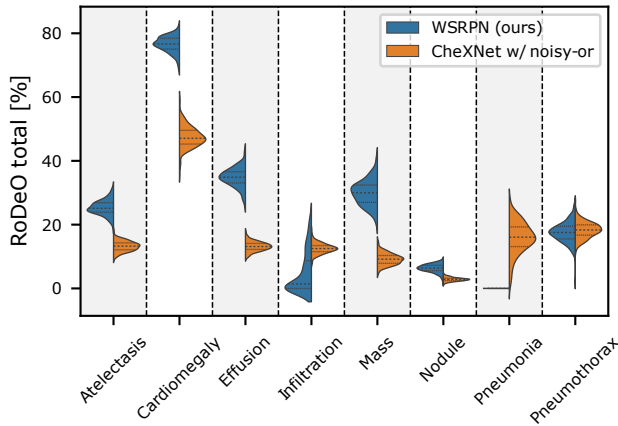 WSRPN (ours)
CheXNet w/ noisy-or
RoDeO total [%]
80
60
40
20
0
Atelectasis
Cardiomegaly
Effusion
Infiltration
Mass
Nodule
Pneumonia
Pneumothorax